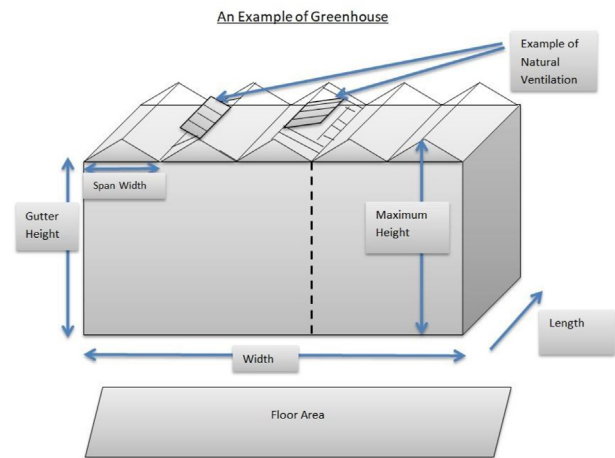 An Example of Greenhouse
Example of
Natural
Ventilation
Span Width
Gutter
Height
Maximum
Height
Length
Width
Floor Area